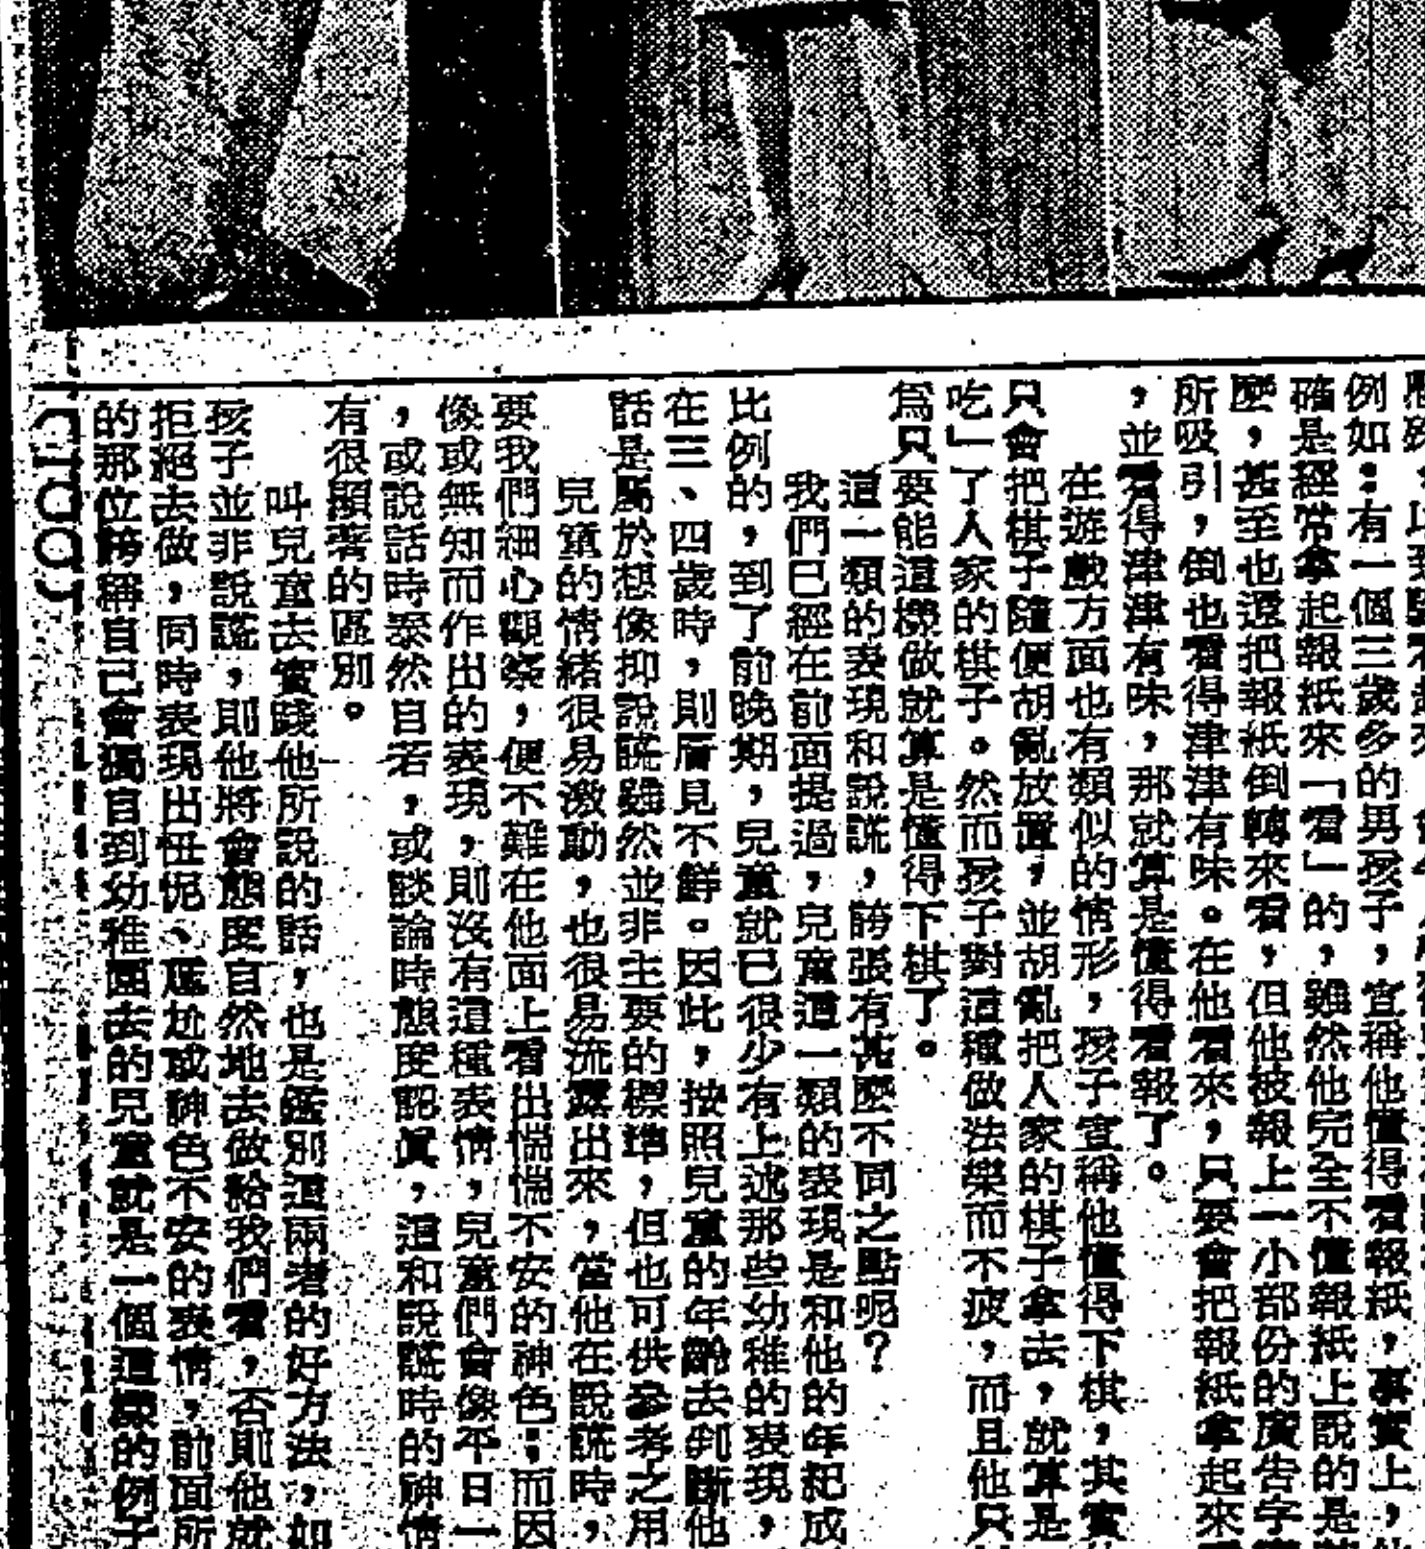 例如：有一個三歲多的男孩子，宣稱他懂得看報紙，事實上，
確是經常拿起報紙來「看」的，雖然他完全不懂報紙上說的是
麼，甚至也還把報紙倒轉來看，但他被報上一小部份的廣告字
所吸引，倒也看得津津有味。在他看來，只要會把報紙拿起來
，並看得津津有味，那就算是懂得看報了。
在遊戲方面也有類似的情形，孩子宣稱他懂得下棋，其實
只會把棋子隨便胡亂放置，並胡亂把人家的棋子拿去，就算是
吃」了人家的棋子。然而孩子對這種做法樂而不疲，而且他只
爲只要能這樣做就算是懂得下棋了。
這一類的表現和說謊，誇張有甚麼不同之點呢？
我們已經在前面提過，兒童這一類的表現是和他的年紀成
比例的，到了前晚期，兒童就已很少有上述那些幼稚的表現，
在三、四歲時，則屢見不鮮。因此，按照兒童的年齡去判斷他
話是屬於想像抑說謊雖然並非主要的標準，但也可供參考之用
兒童的情緒很易激動，也很易流露出來，當他在說謊時，
要我們細心觀察，便不難在他面上看出惴惴不安的神色；而因
像或無知而作出的表現，則沒有這種表情，兒童們會像平日一
，或說話時泰然自若，或談論時態度認眞，這和說謊時的神情
有很顯著的區別。
叫兒童去實踐他所說的話，也是鑑別這兩者的好方法，如
孩子並非說謊，則他將會態度自然地去做給我們看，否則他就
拒絕去做，同時表現出忸怩、尷尬或神色不安的表情，前面所
的那位誇稱自己會獨自到幼稚園去的兒童就是一個這樣的例子